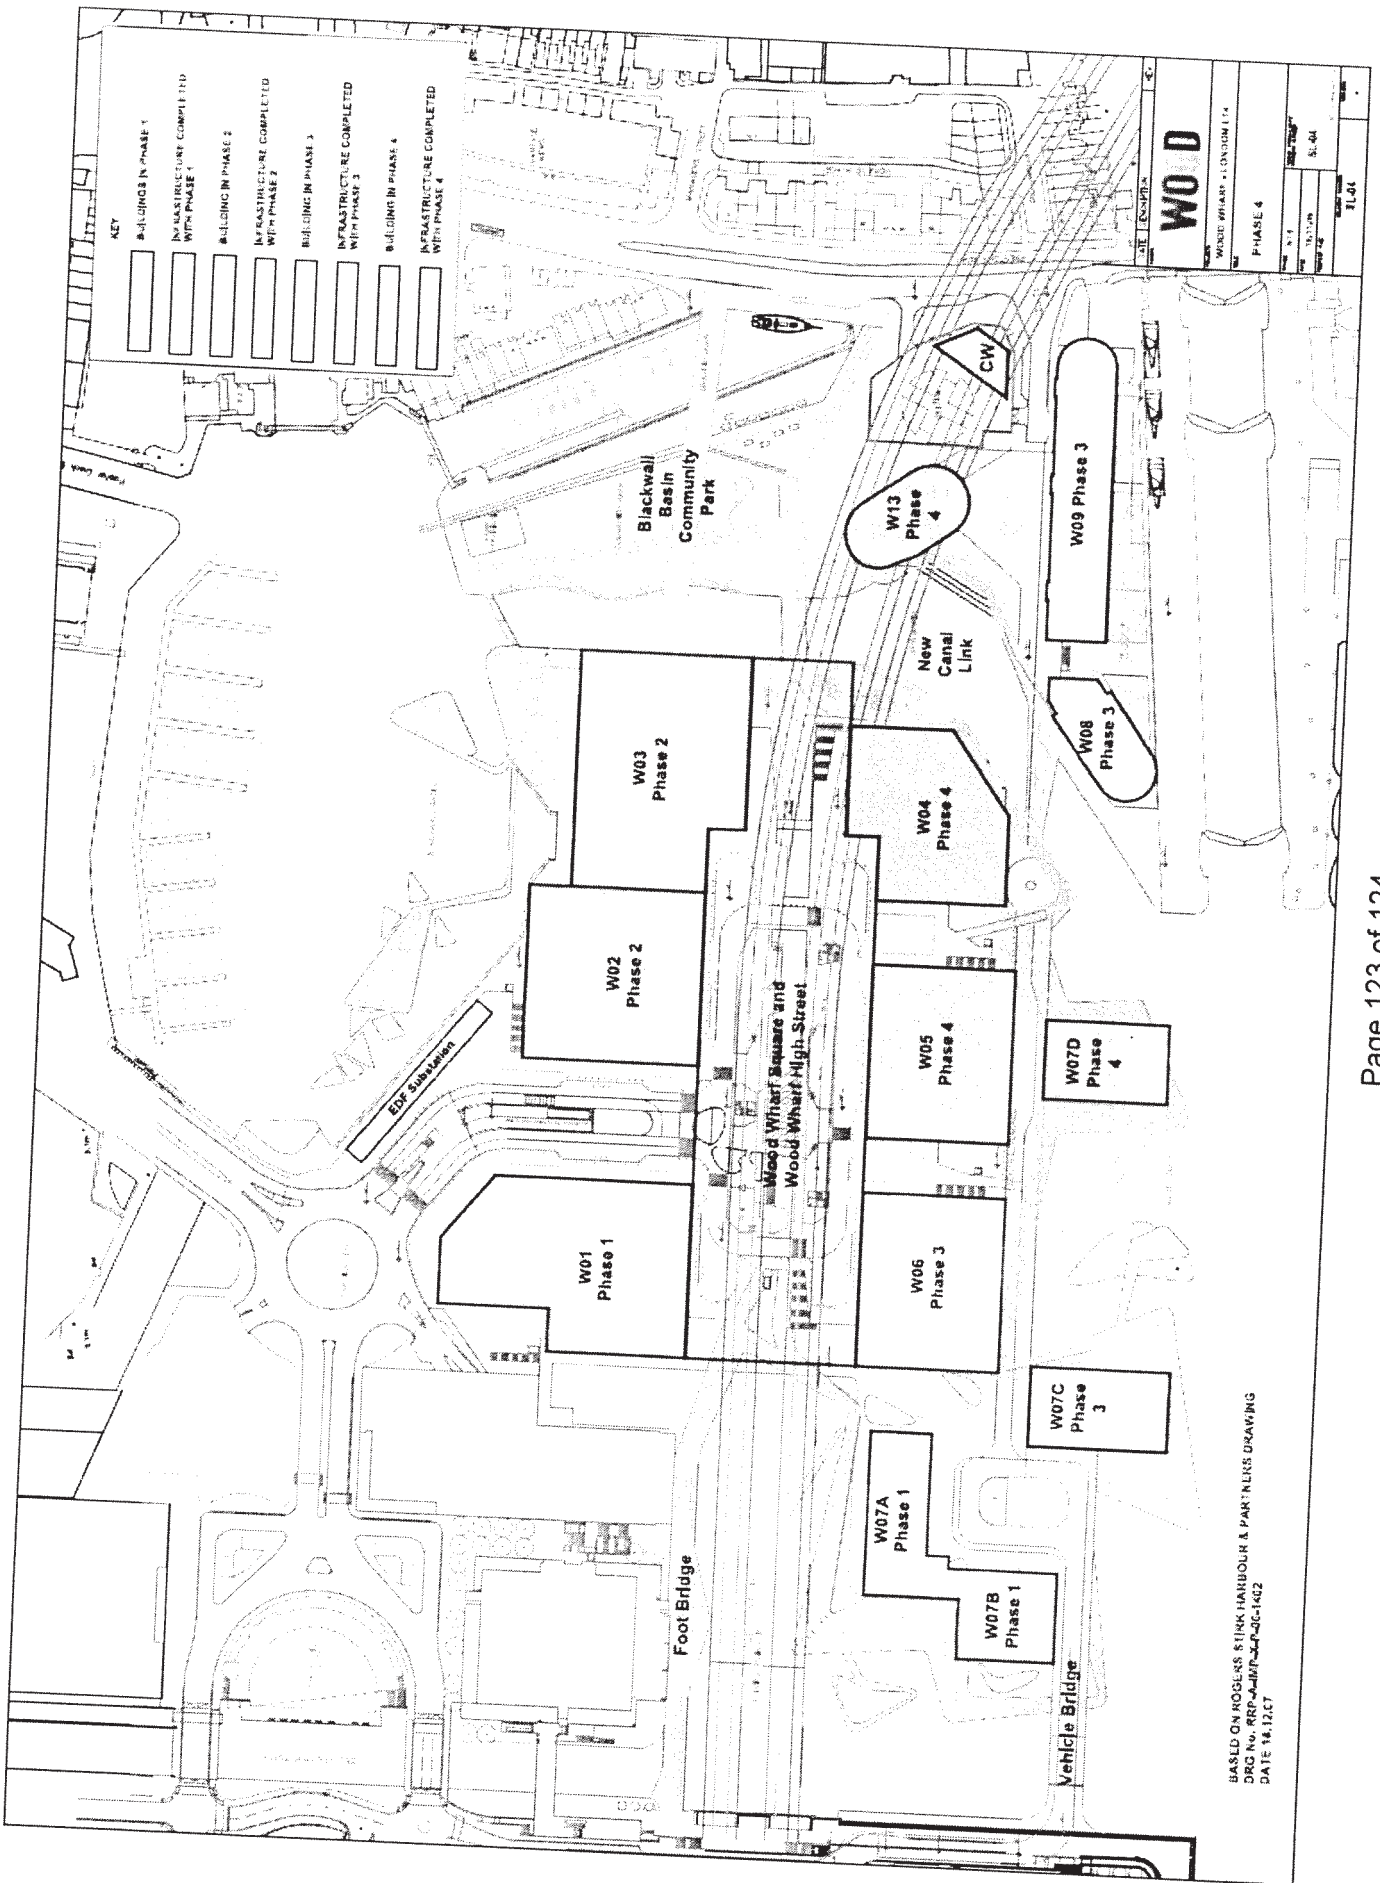 KEY
BUILDINGS IN PHASE 1
INFRASTRUCTURE COMPLETED
WITH PHASE 1
BUILDING IN PHASE 2
INFRASTRUCTURE COMPLETED
WITH PHASE 2
BUILDING IN PHASE 3
INFRASTRUCTURE COMPLETED
WITH PHASE 3
BUILDING IN PHASE 4
INFRASTRUCTURE COMPLETED
WITH PHASE 4
Blackwall
Basin
Community
Park
W13
Phase
4
CW
W09 Phase 3
New
Canal
Link
W08
Phase 3
W03
Phase 2
W04
Phase 4
W02
Phase 2
EDF Substation
Wood Wharf Square and
Wood Wharf High Street
W05
Phase 4
W07D
Phase
4
W01
Phase 1
W06
Phase 3
W07C
Phase
3
W07A
Phase 1
W07B
Phase 1
Foot Bridge
Vehicle Bridge
BASED ON ROGERS STIRK HARBOUR & PARTNERS DRAWING
DATE 14.12.07
WOOD WHARF
PHASE 4
Page 123 of 124